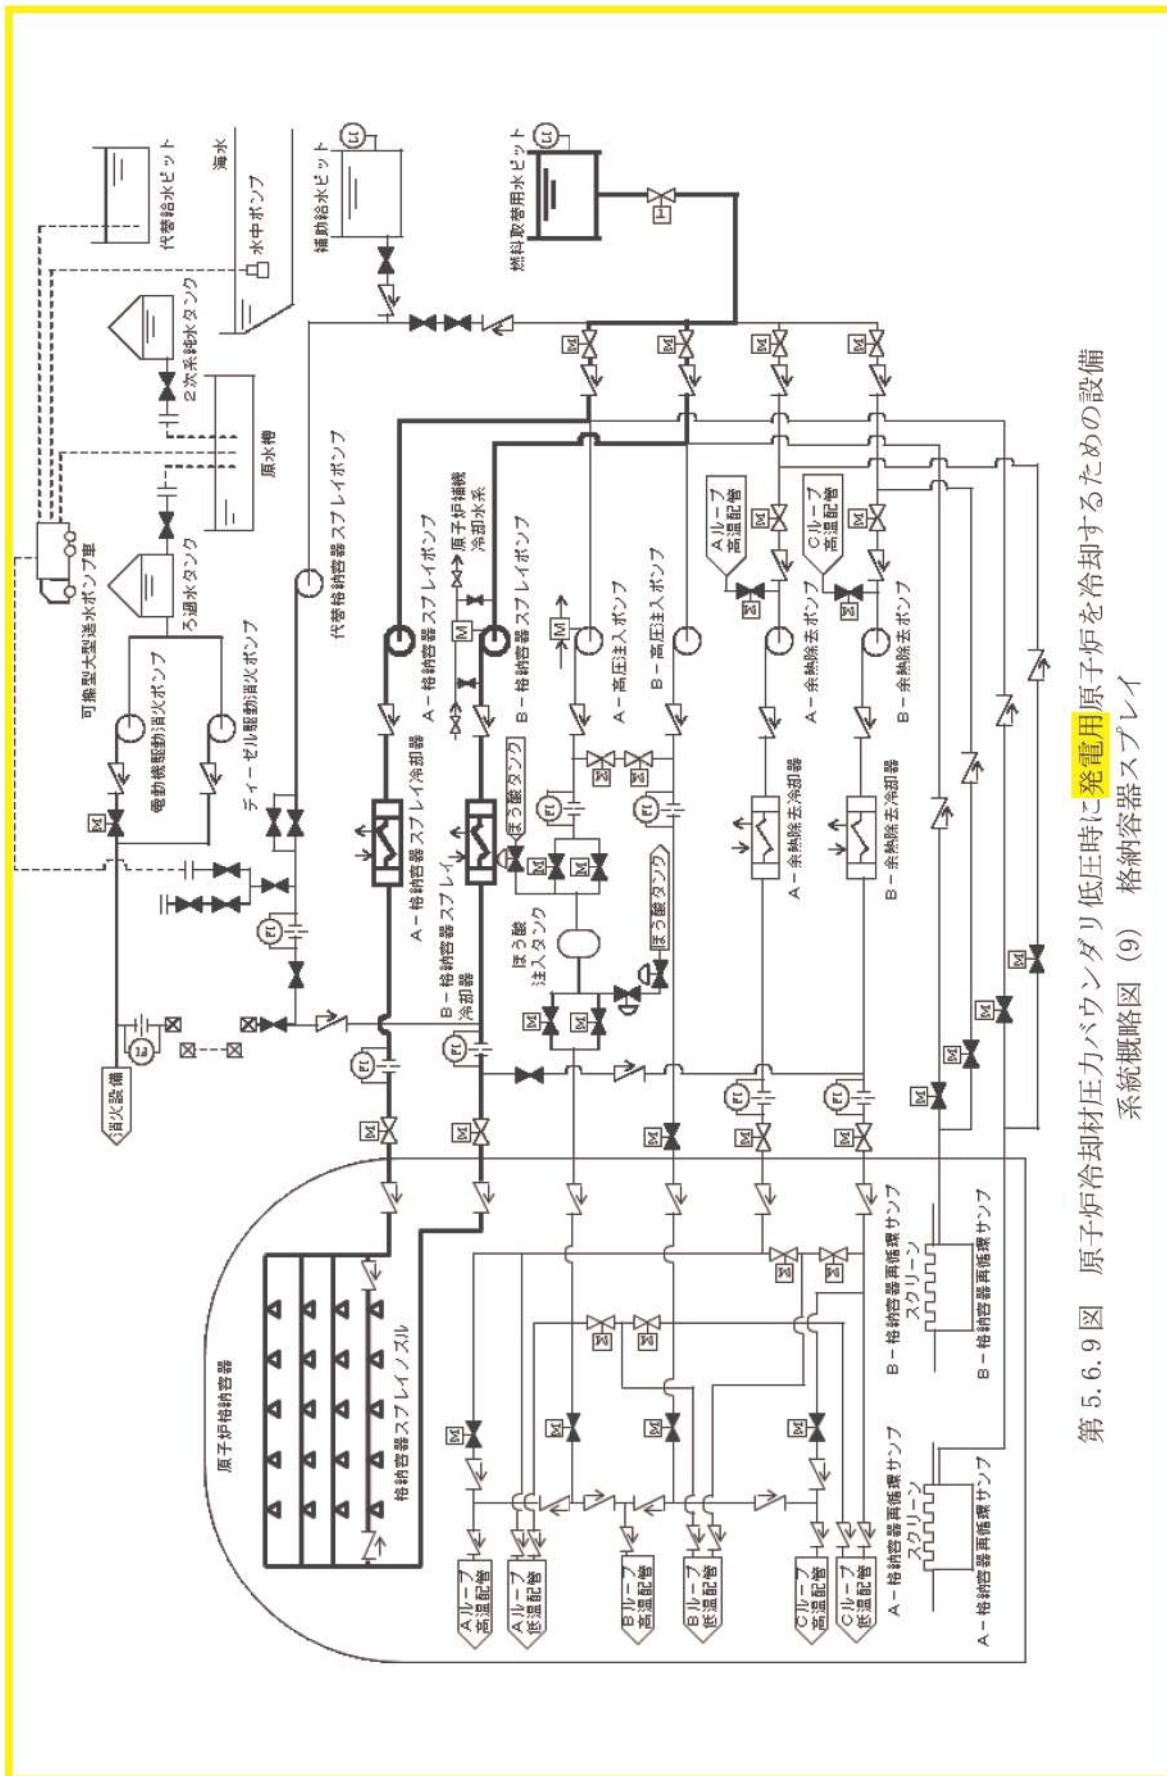 代替給水ピット
海水
水中ポンプ
2次系純水タンク
原水槽
可搬型大型送水ポンプ車
ろ過水タンク
電動機駆動消火ポンプ
ディーゼル駆動消火ポンプ
消火設備
補助給水ピット
燃料取替用水ピット
代替格納容器スプレイポンプ
A-格納容器スプレイポンプ
原子炉補機
冷却水系
B-格納容器スプレイポンプ
A-格納容器スプレイ冷却器
B-格納容器スプレイ
冷却器
A-高圧注入ポンプ
B-高圧注入ポンプ
ほう酸タンク
ほう酸
注入タンク
ほう酸タンク
Aループ
高温配管
Cループ
高温配管
A-余熱除去ポンプ
B-余熱除去ポンプ
A-余熱除去冷却器
B-余熱除去冷却器
原子炉格納容器
格納容器スプレイノズル
Aループ
高温配管
Aループ
低温配管
Bループ
高温配管
Bループ
低温配管
Cループ
高温配管
Cループ
低温配管
B-格納容器再循環サンプ
スクリーン
B-格納容器再循環サンプ
A-格納容器再循環サンプ
スクリーン
A-格納容器再循環サンプ
第5.6.9図 原子炉冷却材圧力バウンダリ低圧時に発電用原子炉を冷却するための設備
系統概略図 (9) 格納容器スプレイ